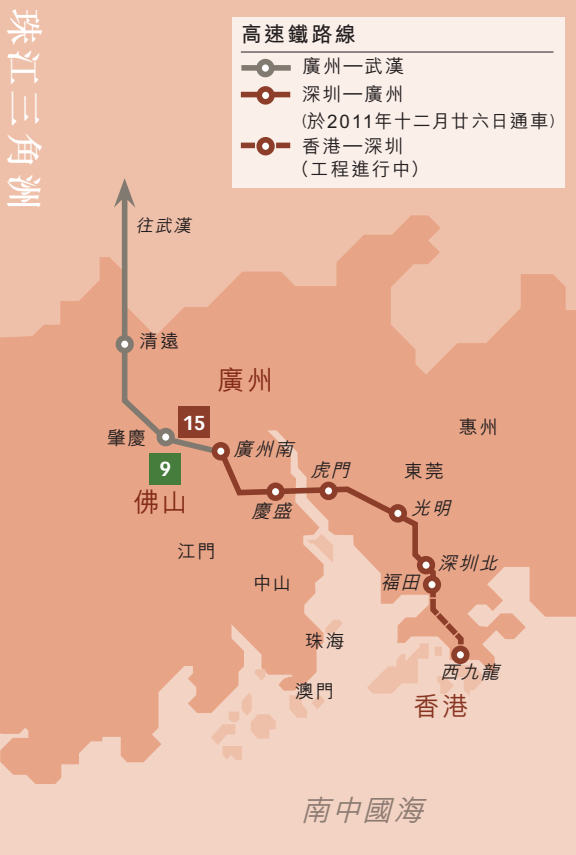 珠江三角洲
高速鐵路線
廣州—武漢
深圳—廣州
(於2011年十二月廿六日通車)
香港—深圳
(工程進行中)
往武漢
清遠
廣州
15
肇慶
廣州南
惠州
9
佛山
虎門
東莞
慶盛
光明
江門
深圳北
中山
福田
珠海
西九龍
澳門
香港
南中國海